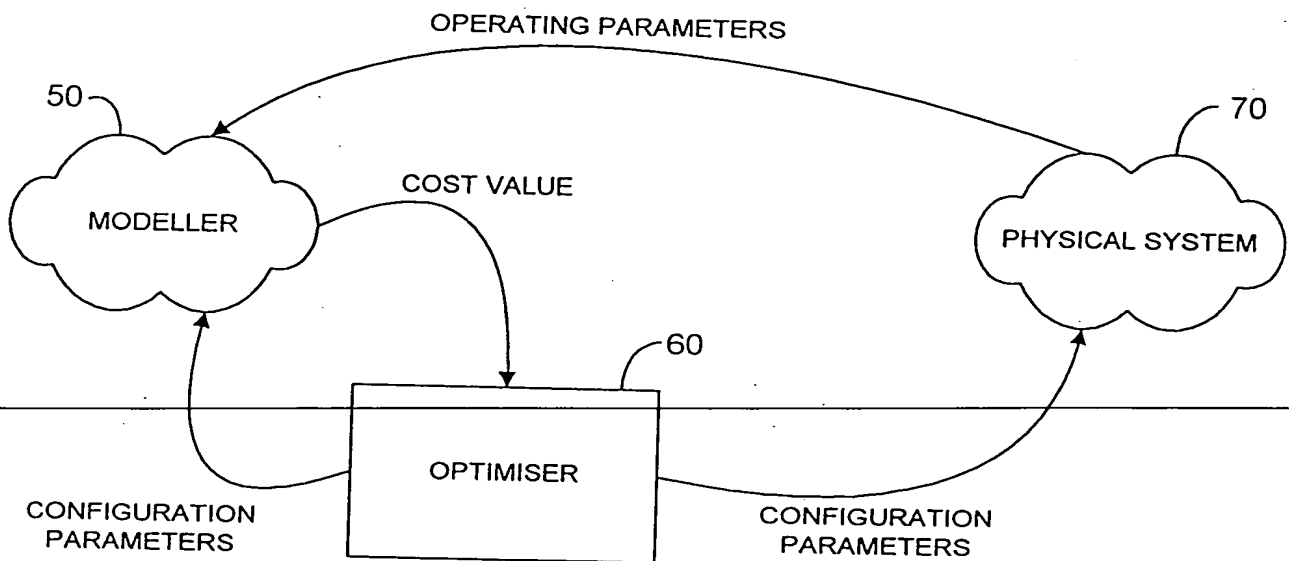 OPERATING PARAMETERS
50
70
COST VALUE
MODELLER
PHYSICAL SYSTEM
60
OPTIMISER
CONFIGURATION
PARAMETERS
CONFIGURATION
PARAMETERS